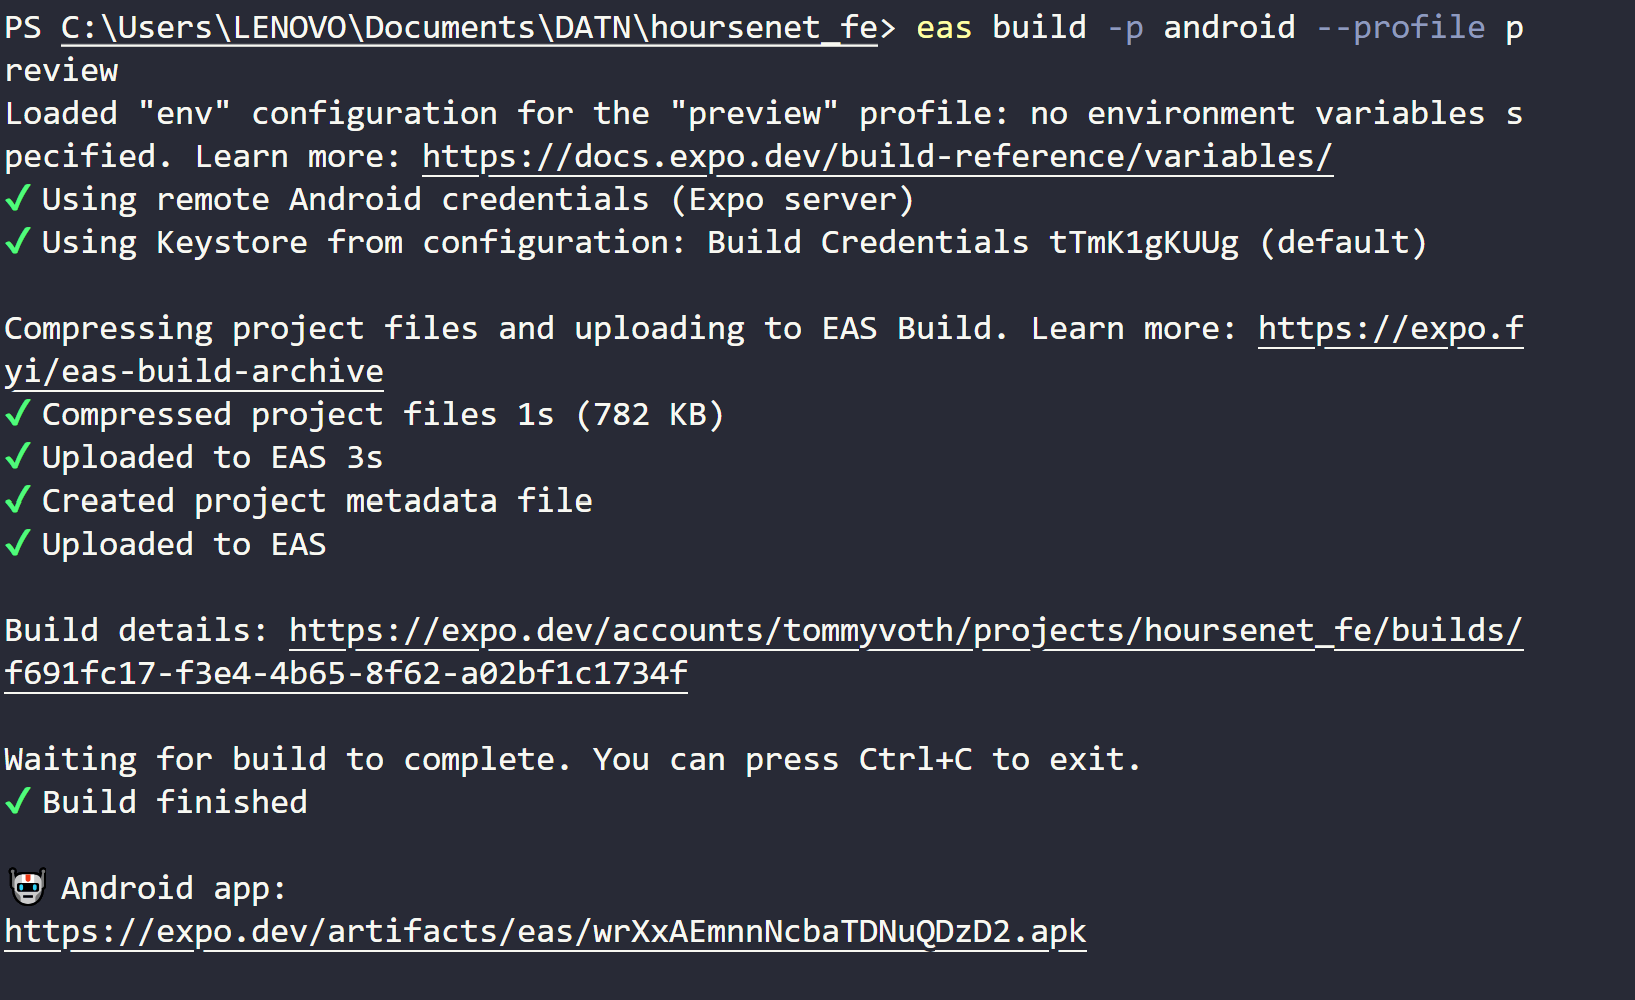 PS C:\Users\LENOVO\Documents\DATN\hoursenet_fe> eas build -p android --profile p
review
Loaded "env" configuration for the "preview" profile: no environment variables s
pecified. Learn more: https://docs.expo.dev/build-reference/variables/
✓ Using remote Android credentials (Expo server)
✓ Using Keystore from configuration: Build Credentials tTmK1gKUUg (default)
Compressing project files and uploading to EAS Build. Learn more: https://expo.f
yi/eas-build-archive
✓ Compressed project files 1s (782 KB)
✓ Uploaded to EAS 3s
✓ Created project metadata file
✓ Uploaded to EAS
Build details: https://expo.dev/accounts/tommyvoth/projects/hoursenet_fe/builds/
f691fc17-f3e4-4b65-8f62-a02bf1c1734f
Waiting for build to complete. You can press Ctrl+C to exit.
✓ Build finished
🤖 Android app:
https://expo.dev/artifacts/eas/wrXxAEmnnNcbaTDNuQDzD2.apk